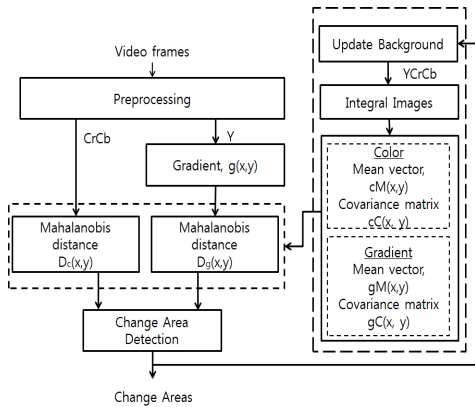 Video frames
Preprocessing
CrCb
Y
Gradient, g(x,y)
Mahalanobis
distance
Dc(x,y)
Mahalanobis
distance
Dg(x,y)
Change Area
Detection
Change Areas
Update Background
YCrCb
Integral Images
Color
Mean vector,
cM(x,y)
Covariance matrix
cC(x, y)
Gradient
Mean vector,
gM(x,y)
Covariance matrix
gC(x, y)